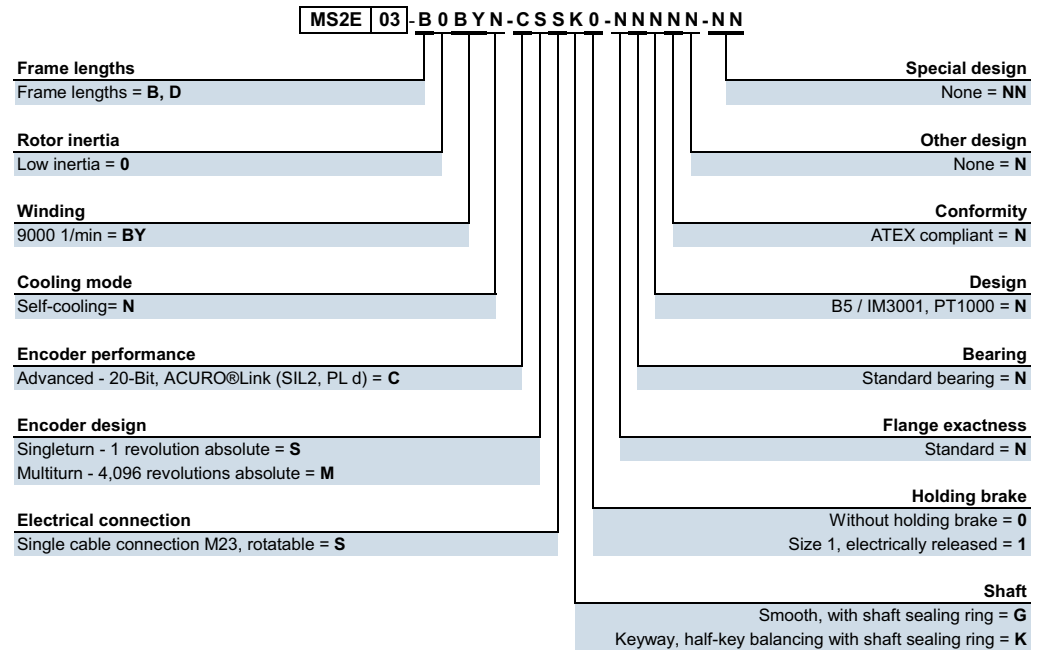 MS2E 03 - B 0 B Y N - C S S K 0 - N N N N N - N N
Frame lengths
Frame lengths = B, D
Rotor inertia
Low inertia = 0
Winding
9000 1/min = BY
Cooling mode
Self-cooling= N
Encoder performance
Advanced - 20-Bit, ACURO®Link (SIL2, PL d) = C
Encoder design
Singleturn - 1 revolution absolute = S
Multiturn - 4,096 revolutions absolute = M
Electrical connection
Single cable connection M23, rotatable = S
Special design
None = NN
Other design
None = N
Conformity
ATEX compliant = N
Design
B5 / IM3001, PT1000 = N
Bearing
Standard bearing = N
Flange exactness
Standard = N
Holding brake
Without holding brake = 0
Size 1, electrically released = 1
Shaft
Smooth, with shaft sealing ring = G
Keyway, half-key balancing with shaft sealing ring = K